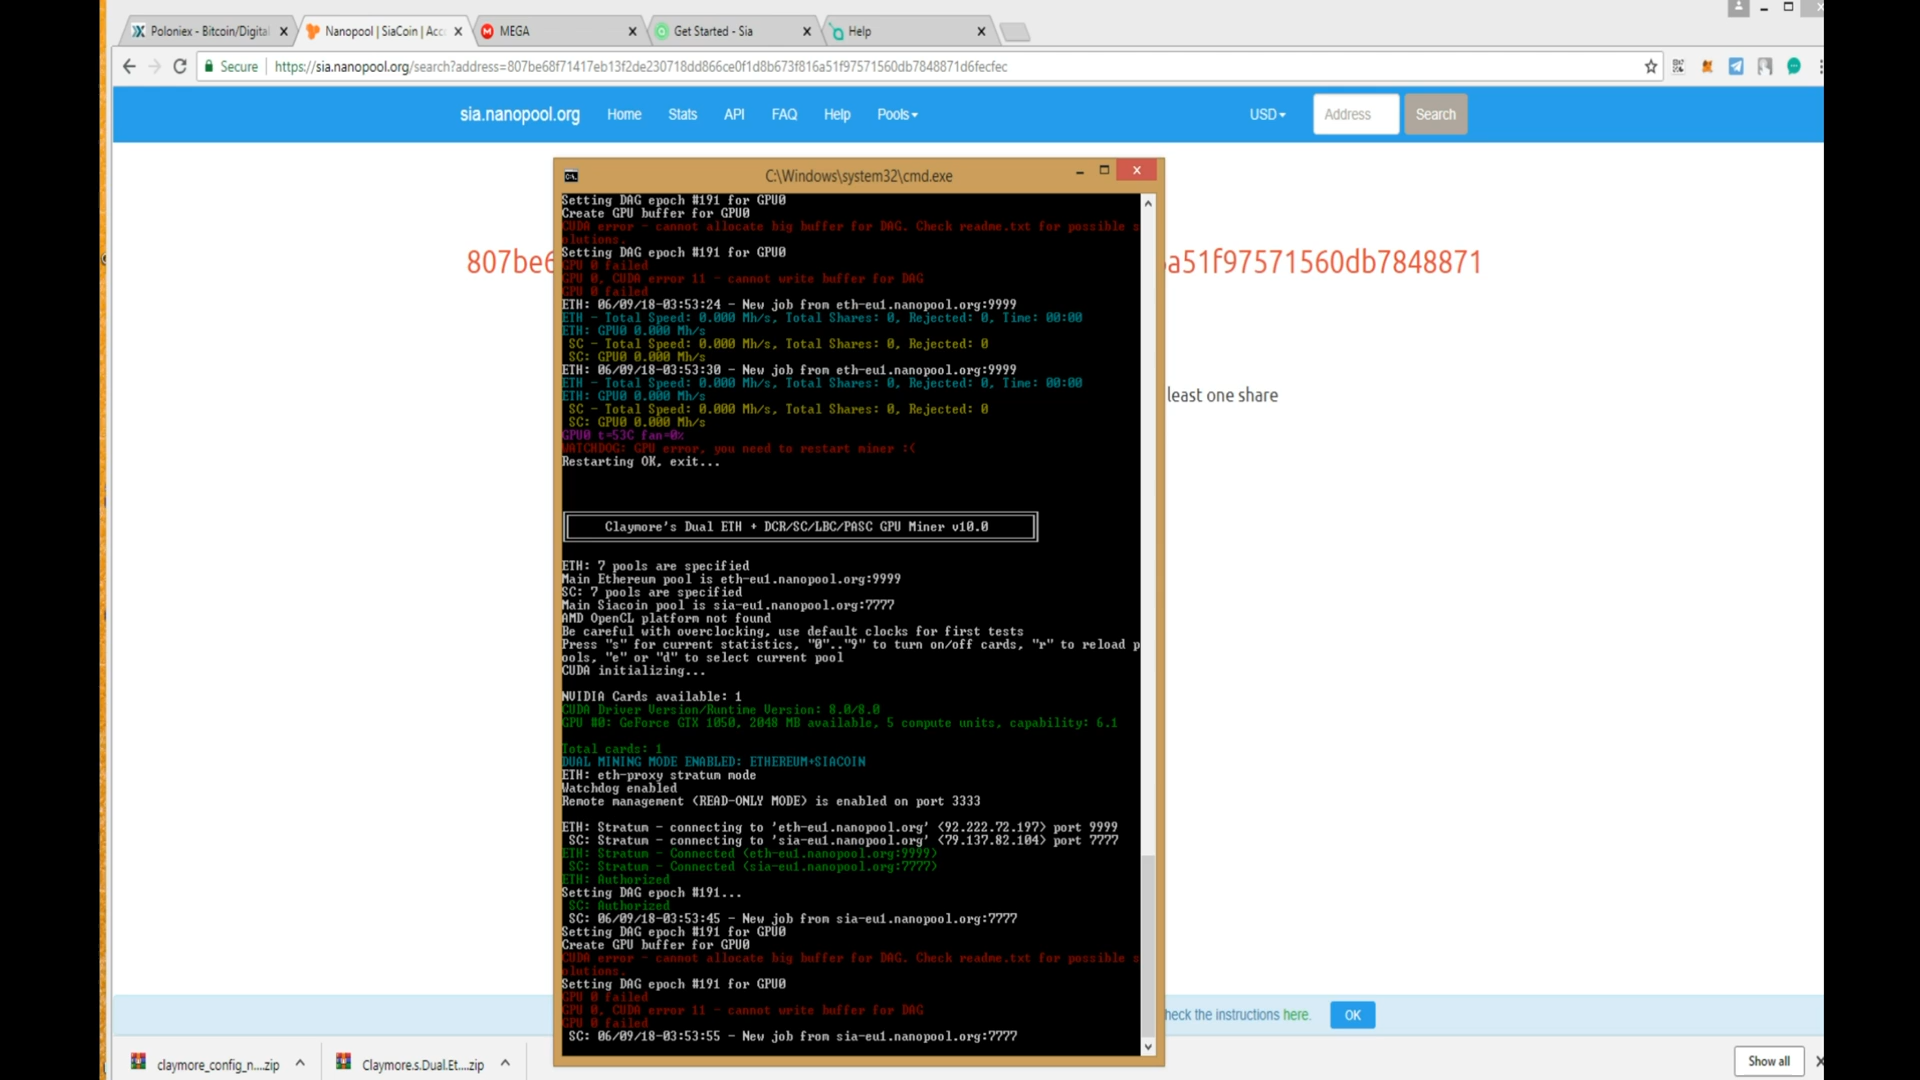 Poloniex - Bitcoin/Digital
Nanopool | SiaCoin | Acc
MEGA
Get Started - Sia
Help
Secure
https://sia.nanopool.org/search?address=807be68f71417eb13f2de230718dd866ce0f1d8b673f816a51f97571560db7848871d6fecfec
sia.nanopool.org
Home
Stats
API
FAQ
Help
Pools
USD
Address
Search
C:\Windows\system32\cmd.exe
Setting DAG epoch #191 for GPU0
Create GPU buffer for GPU0
CUDA error - cannot allocate big buffer for DAG. Check readme.txt for possible s
olutions.
Setting DAG epoch #191 for GPU0
GPU 0 failed
GPU 0, CUDA error 11 - cannot write buffer for DAG
GPU 0 failed
ETH: 06/09/18-03:53:24 - New job from eth-eu1.nanopool.org:9999
ETH - Total Speed: 0.000 Mh/s, Total Shares: 0, Rejected: 0, Time: 00:00
ETH: GPU0 0.000 Mh/s
SC - Total Speed: 0.000 Mh/s, Total Shares: 0, Rejected: 0
SC: GPU0 0.000 Mh/s
ETH: 06/09/18-03:53:30 - New job from eth-eu1.nanopool.org:9999
ETH - Total Speed: 0.000 Mh/s, Total Shares: 0, Rejected: 0, Time: 00:00
ETH: GPU0 0.000 Mh/s
SC - Total Speed: 0.000 Mh/s, Total Shares: 0, Rejected: 0
SC: GPU0 0.000 Mh/s
GPU0 t=53C fan=0%
WATCHDOG: GPU error, you need to restart miner :(
Restarting OK, exit...
Claymore's Dual ETH + DCR/SC/LBC/PASC GPU Miner v10.0
ETH: 7 pools are specified
Main Ethereum pool is eth-eu1.nanopool.org:9999
SC: 7 pools are specified
Main Siacoin pool is sia-eu1.nanopool.org:7777
AMD OpenCL platform not found
Be careful with overclocking, use default clocks for first tests
Press "s" for current statistics, "0".."9" to turn on/off cards, "r" to reload p
ools, "e" or "d" to select current pool
CUDA initializing...
NVIDIA Cards available: 1
CUDA Driver Version/Runtime Version: 8.0/8.0
GPU #0: GeForce GTX 1050, 2048 MB available, 5 compute units, capability: 6.1
Total cards: 1
DUAL MINING MODE ENABLED: ETHEREUM+SIACOIN
ETH: eth-proxy stratum mode
Watchdog enabled
Remote management (READ-ONLY MODE) is enabled on port 3333
ETH: Stratum - connecting to 'eth-eu1.nanopool.org' <92.222.72.197> port 9999
SC: Stratum - connecting to 'sia-eu1.nanopool.org' <79.137.82.104> port 7777
ETH: Stratum - Connected (eth-eu1.nanopool.org:9999)
SC: Stratum - Connected (sia-eu1.nanopool.org:7777)
ETH: Authorized
Setting DAG epoch #191...
SC: Authorized
SC: 06/09/18-03:53:45 - New job from sia-eu1.nanopool.org:7777
Setting DAG epoch #191 for GPU0
Create GPU buffer for GPU0
CUDA error - cannot allocate big buffer for DAG. Check readme.txt for possible s
olutions.
Setting DAG epoch #191 for GPU0
GPU 0 failed
GPU 0, CUDA error 11 - cannot write buffer for DAG
GPU 0 failed
SC: 06/09/18-03:53:55 - New job from sia-eu1.nanopool.org:7777
807be6
a51f97571560db7848871
least one share
heck the instructions here.
OK
claymore_config_n....zip
Claymore.s.Dual.Et....zip
Show all